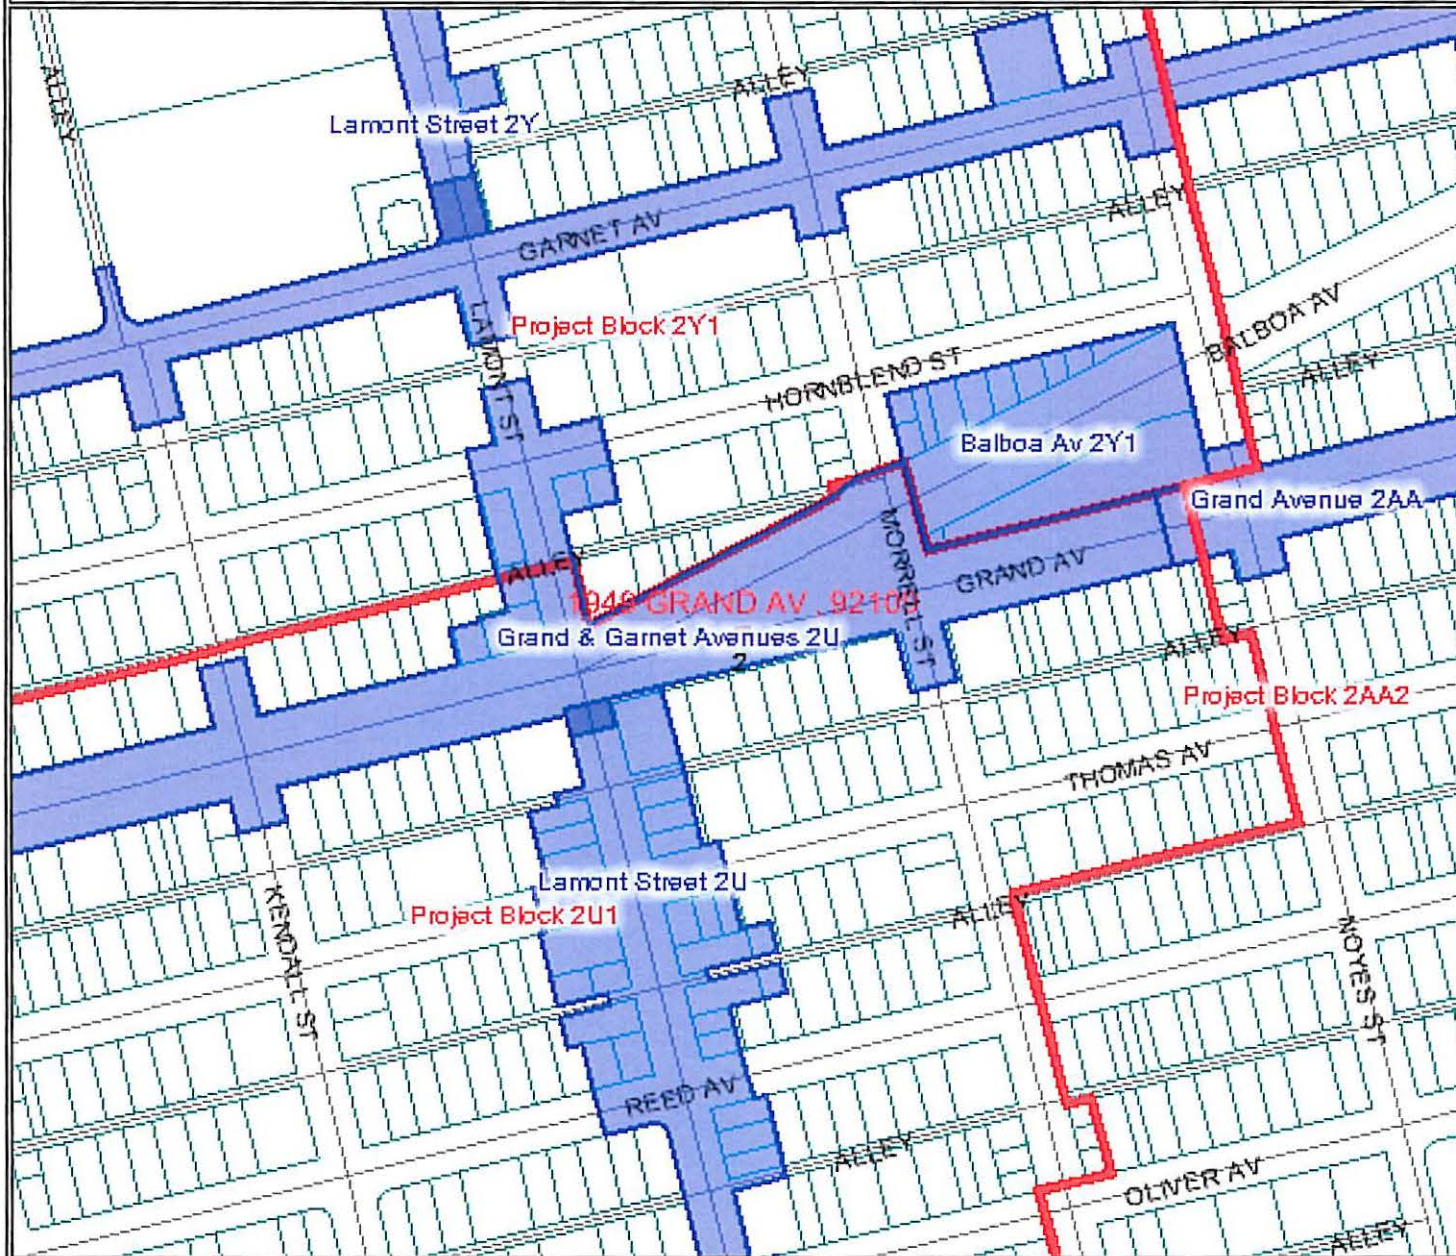 ALLEY
ALLEY
Lamont Street 2Y
ALLEY
GARNET AV
LAMONT ST
Project Block 2Y1
BALBOA AV
ALLEY
HORNBLEND ST
Balboa Av 2Y1
Grand Avenue 2AA
ALLEY
MORRELL ST
GRAND AV
Grand & Garnet Avenues 2U
2
ALLEY
Project Block 2AA2
THOMAS AV
Lamont Street 2U
Project Block 2U1
ALLEY
KENDALL ST
NOYES ST
REED AV
ALLEY
OLIVER AV
ALLEY